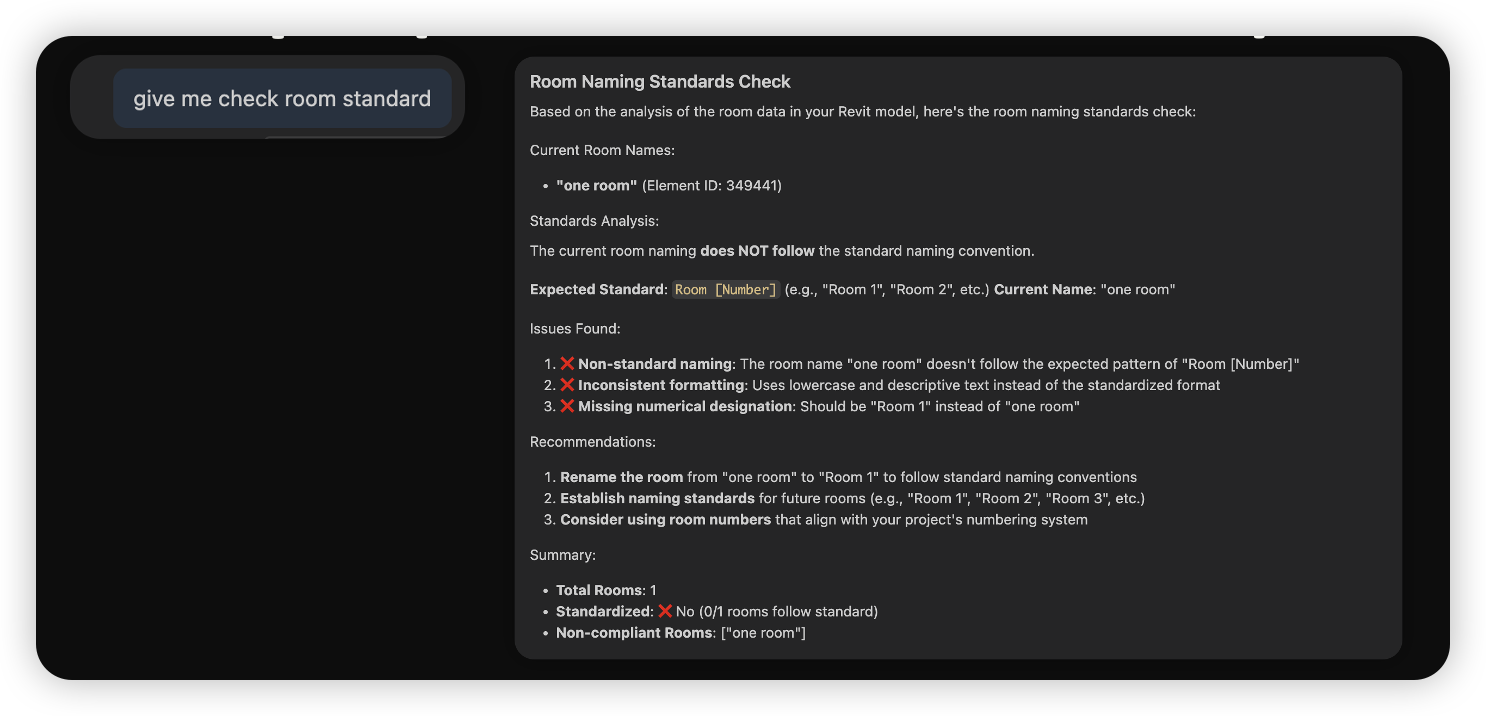 give me check room standard
Room Naming Standards Check
Based on the analysis of the room data in your Revit model, here's the room naming standards check:
Current Room Names:
• "one room" (Element ID: 349441)
Standards Analysis:
The current room naming does NOT follow the standard naming convention.
Expected Standard: Room [Number] (e.g., "Room 1", "Room 2", etc.) Current Name: "one room"
Issues Found:
1. ❌ Non-standard naming: The room name "one room" doesn't follow the expected pattern of "Room [Number]"
2. ❌ Inconsistent formatting: Uses lowercase and descriptive text instead of the standardized format
3. ❌ Missing numerical designation: Should be "Room 1" instead of "one room"
Recommendations:
1. Rename the room from "one room" to "Room 1" to follow standard naming conventions
2. Establish naming standards for future rooms (e.g., "Room 1", "Room 2", "Room 3", etc.)
3. Consider using room numbers that align with your project's numbering system
Summary:
• Total Rooms: 1
• Standardized: ❌ No (0/1 rooms follow standard)
• Non-compliant Rooms: ["one room"]